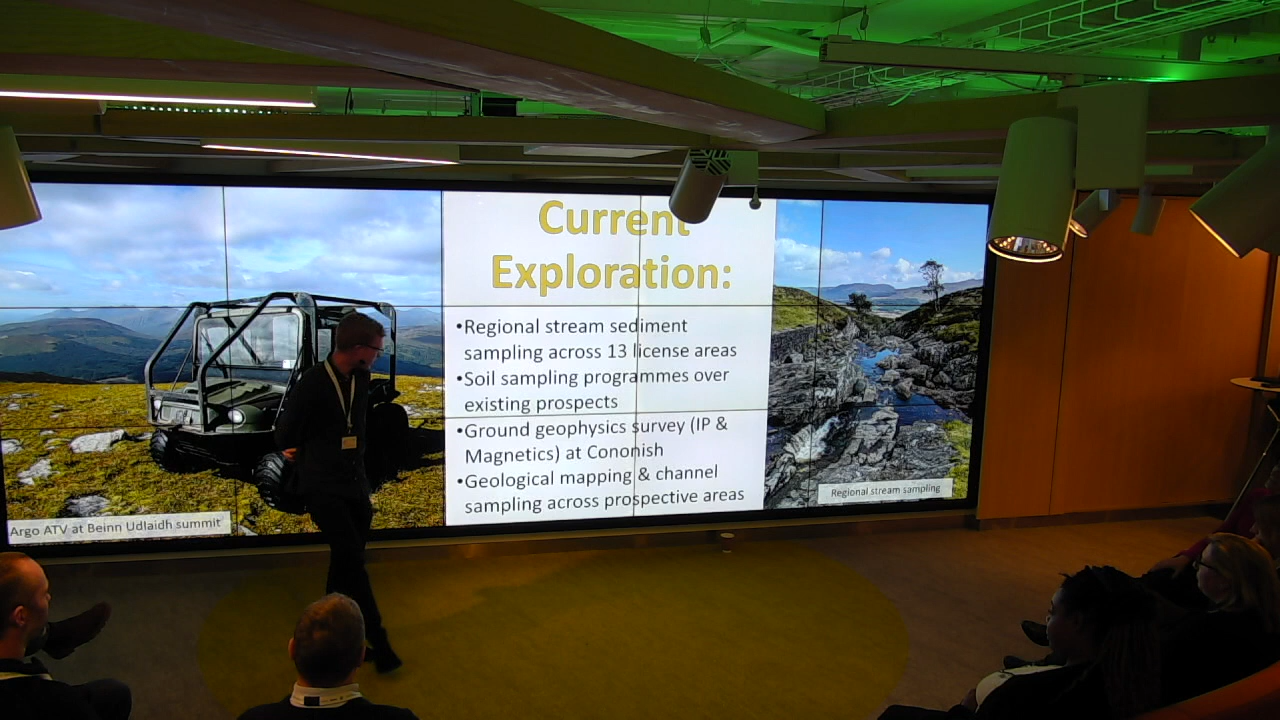 Current
Exploration:
•Regional stream sediment
sampling across 13 license areas
•Soil sampling programmes over
existing prospects
•Ground geophysics survey (IP &
Magnetics) at Cononish
•Geological mapping & channel
sampling across prospective areas
Argo ATV at Beinn Udlaidh summit
Regional stream sampling